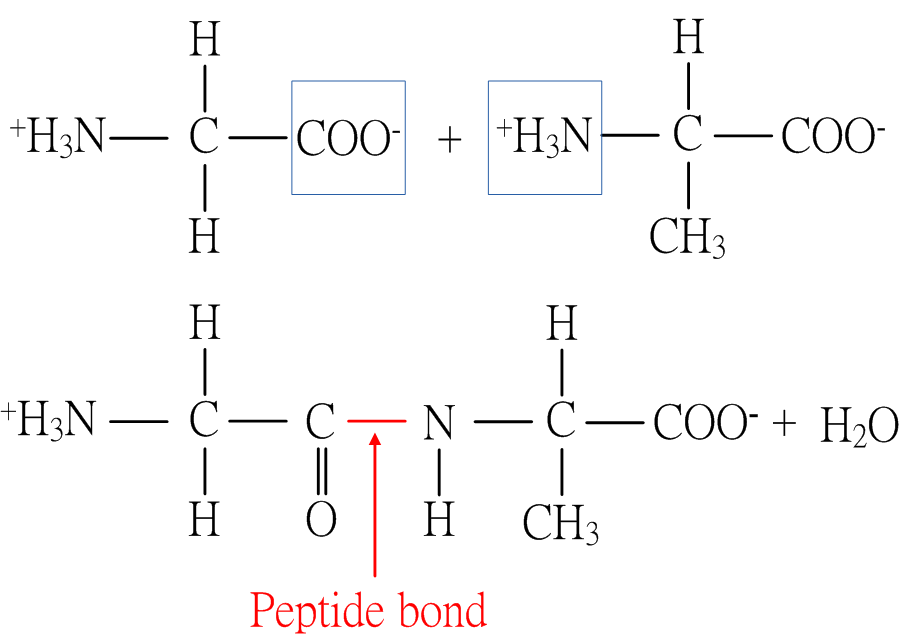 H H
⁺H₃N C COO⁻ + ⁺H₃N C COO⁻
H CH₃
H H
⁺H₃N C C N C COO⁻ + H₂O
H O H CH₃
Peptide bond